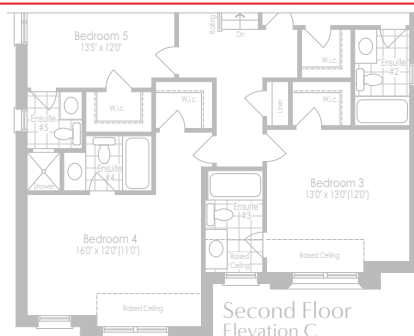 Railing
Dn
Bedroom 5
13'5" x 12'0"
W.i.c.
Ensuite
#2
W.i.c.
W.i.c.
Linen
W.i.c.
Ensuite
#5
Shower
Ensuite
#4
Bedroom 3
13'0" x 13'0"(12'0")
Ensuite
#3
Bedroom 4
16'0" x 12'0"(11'0")
Raised
Ceiling
Raised Ceiling
Raised Ceiling
Second Floor
Elevation C